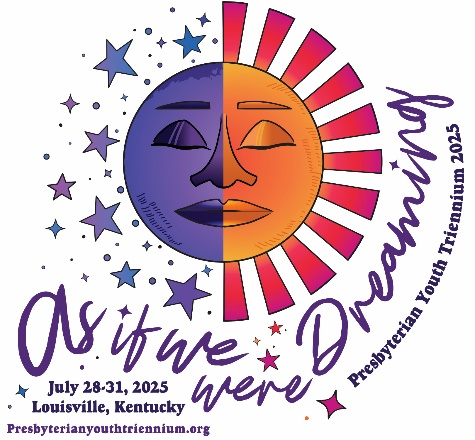 As if we
were
Dreaming
Presbyterian Youth Triennium 2025
July 28-31, 2025
Louisville, Kentucky
Presbyterianyouthtriennium.org